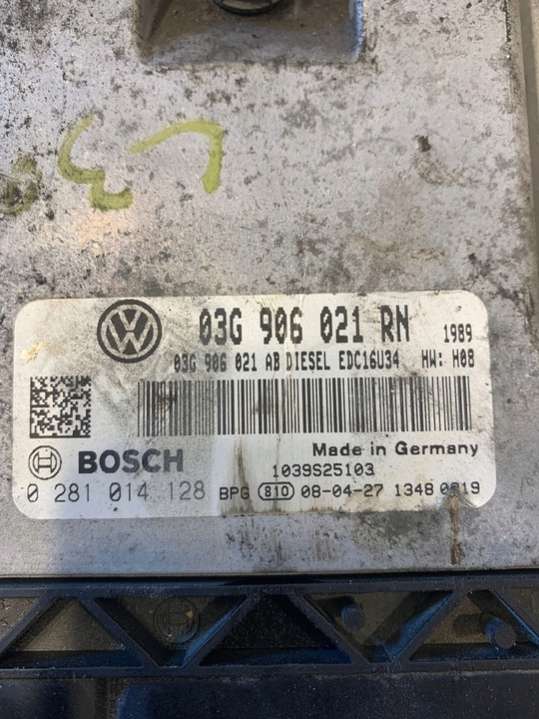 03G 906 021 RN 1989
03G 906 021 AB DIESEL EDC16U34 HW: H08
BOSCH
Made in Germany
1039S25103
0 281 014 128 BPG 810 08-04-27 1348 0819